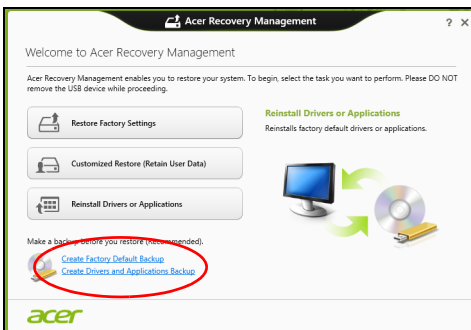 Acer Recovery Management
? X
Welcome to Acer Recovery Management
Acer Recovery Management enables you to restore your system. To begin, select the task you want to perform. Please DO NOT
remove the USB device while proceeding.
Restore Factory Settings
Customized Restore (Retain User Data)
Reinstall Drivers or Applications
Reinstall Drivers or Applications
Reinstalls factory default drivers or applications.
Make a backup before you restore (Recommended).
Create Factory Default Backup
Create Drivers and Applications Backup
acer